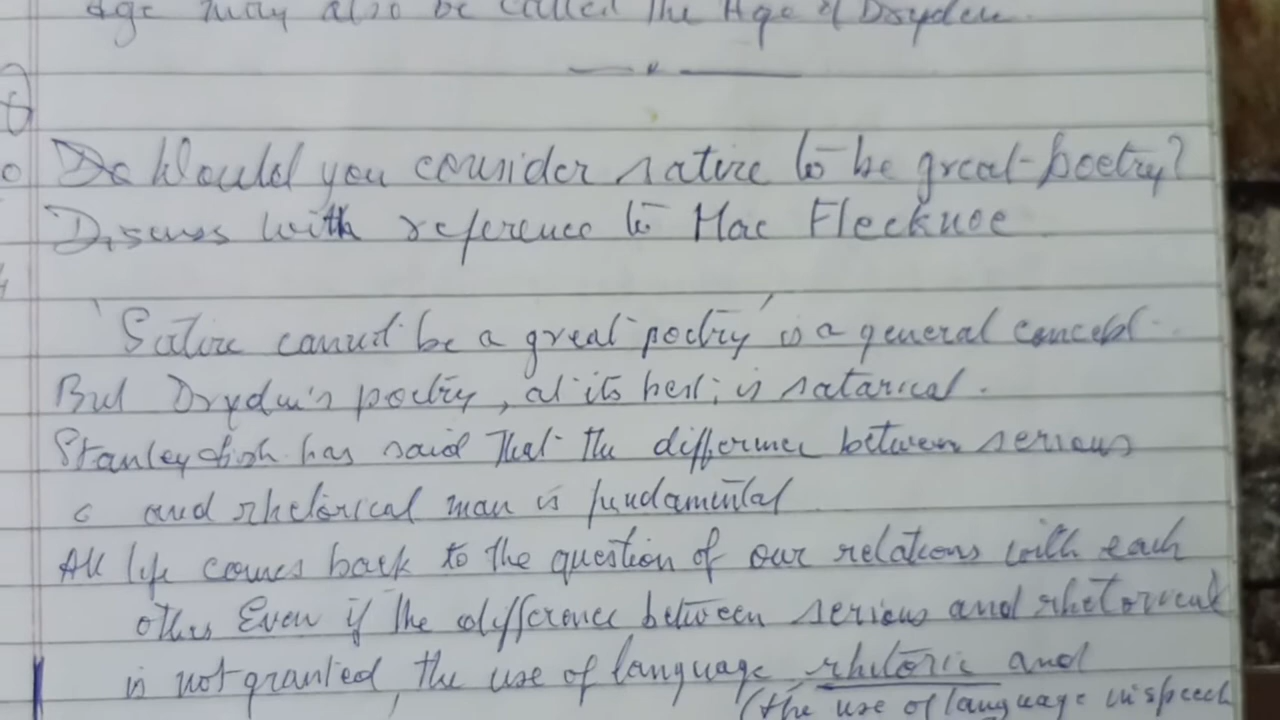 Age may also be called the Age of Dryden
Would you consider satire to be great poetry?
Discuss with reference to Mac Flecknoe
'Satire cannot be a great poetry' is a general concept.
But Dryden's poetry, at its best, is satarical.
Stanley Fish has said that the difference between serious
and rhetorical man is fundamental
All life comes back to the question of our relations with each
other Even if the difference between serious and rhetorical
is not granted, the use of language rhetoric and
(the use of language in speech